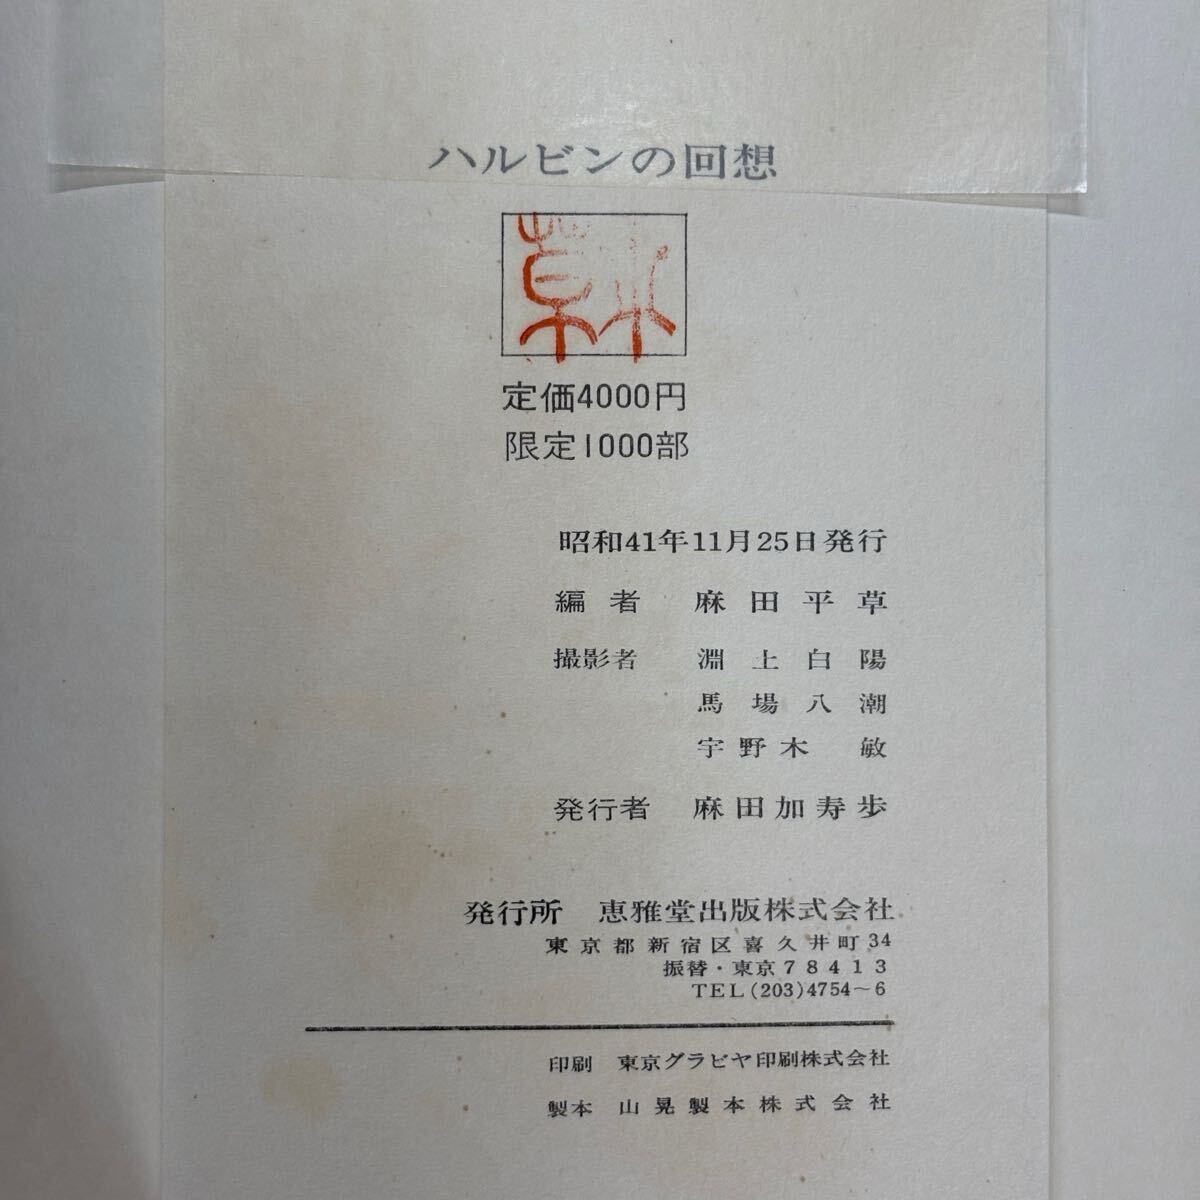 ハルビンの回想
定価4000円
限定1000部
昭和41年11月25日発行
編者 麻田平草
撮影者 淵上白陽
馬場八潮
宇野木 敏
発行者 麻田加寿歩
発行所 恵雅堂出版株式会社
東京都新宿区喜久井町34
振替・東京78413
TEL(203)4754~6
印刷 東京グラビヤ印刷株式会社
製本 山晃製本株式会社